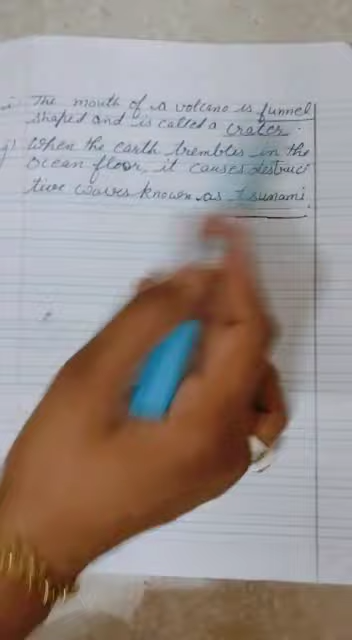 The mouth of a volcano is funnel
shaped and is called a crater.
g) When the earth trembles in the
ocean floor, it causes destruc
tive waves known as Tsunami.